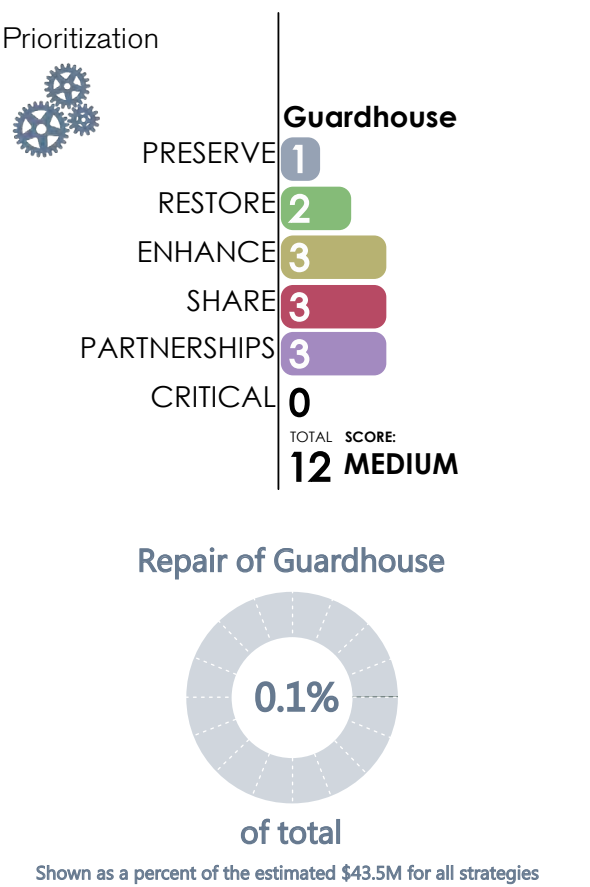 Prioritization
Guardhouse
PRESERVE 1
RESTORE 2
ENHANCE 3
SHARE 3
PARTNERSHIPS 3
CRITICAL 0
TOTAL SCORE:
12 MEDIUM
Repair of Guardhouse
0.1%
of total
Shown as a percent of the estimated $43.5M for all strategies